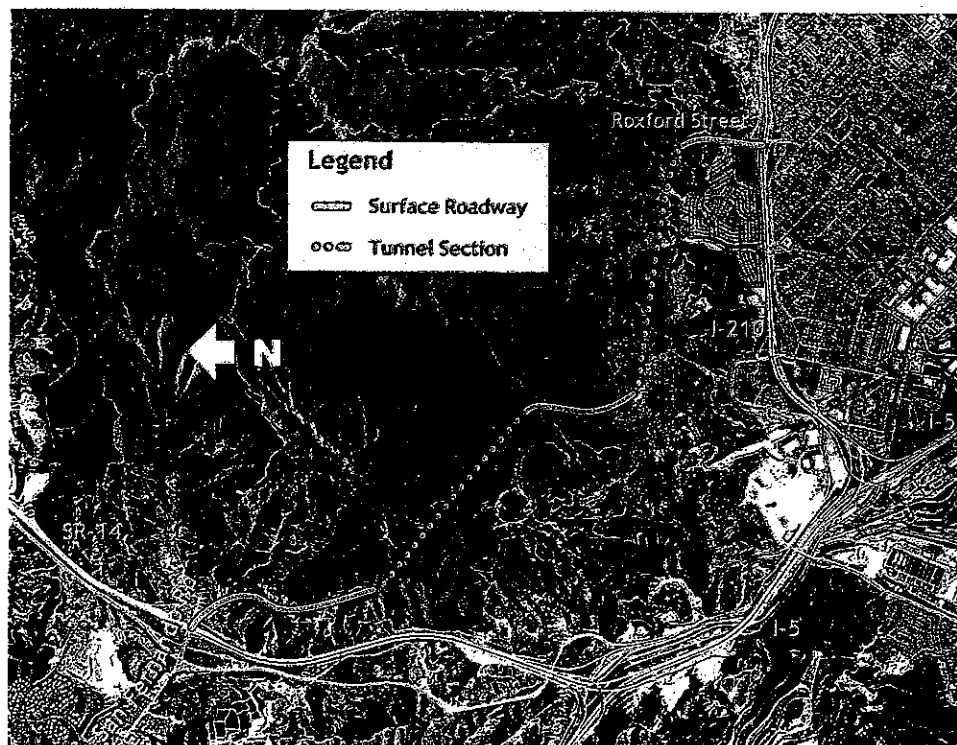 Roxford Street
Legend
Surface Roadway
Tunnel Section
N
I-210
I-5
SR-14
I-5